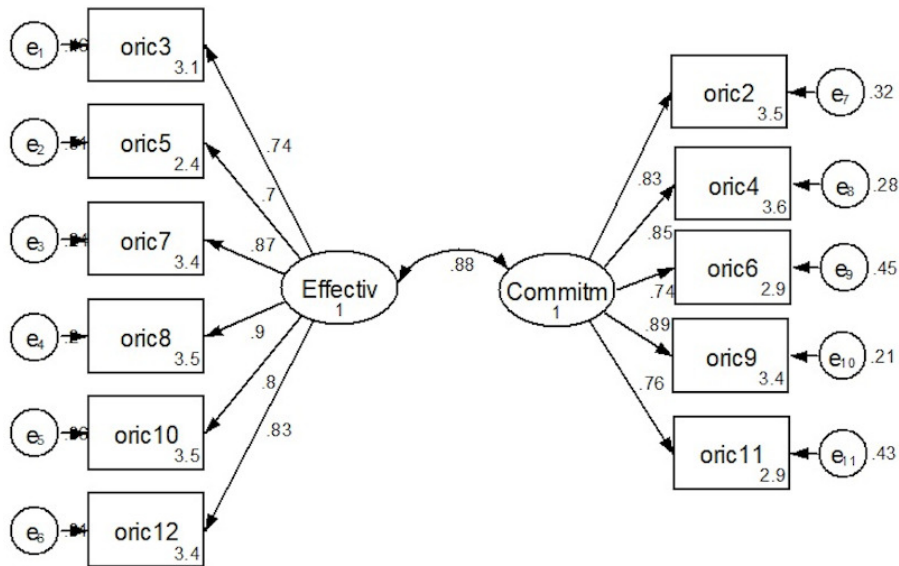 e1 oric3 3.1
e2 oric5 2.4
e3 oric7 3.4
e4 oric8 3.5
e5 oric10 3.5
e6 oric12 3.4
.74
.7
.87
.9
.8
.83
Effectiv
1
.88
Commitm
1
.83
.85
.74
.89
.76
oric2 3.5 e7 .32
oric4 3.6 e8 .28
oric6 2.9 e9 .45
oric9 3.4 e10 .21
oric11 2.9 e11 .43